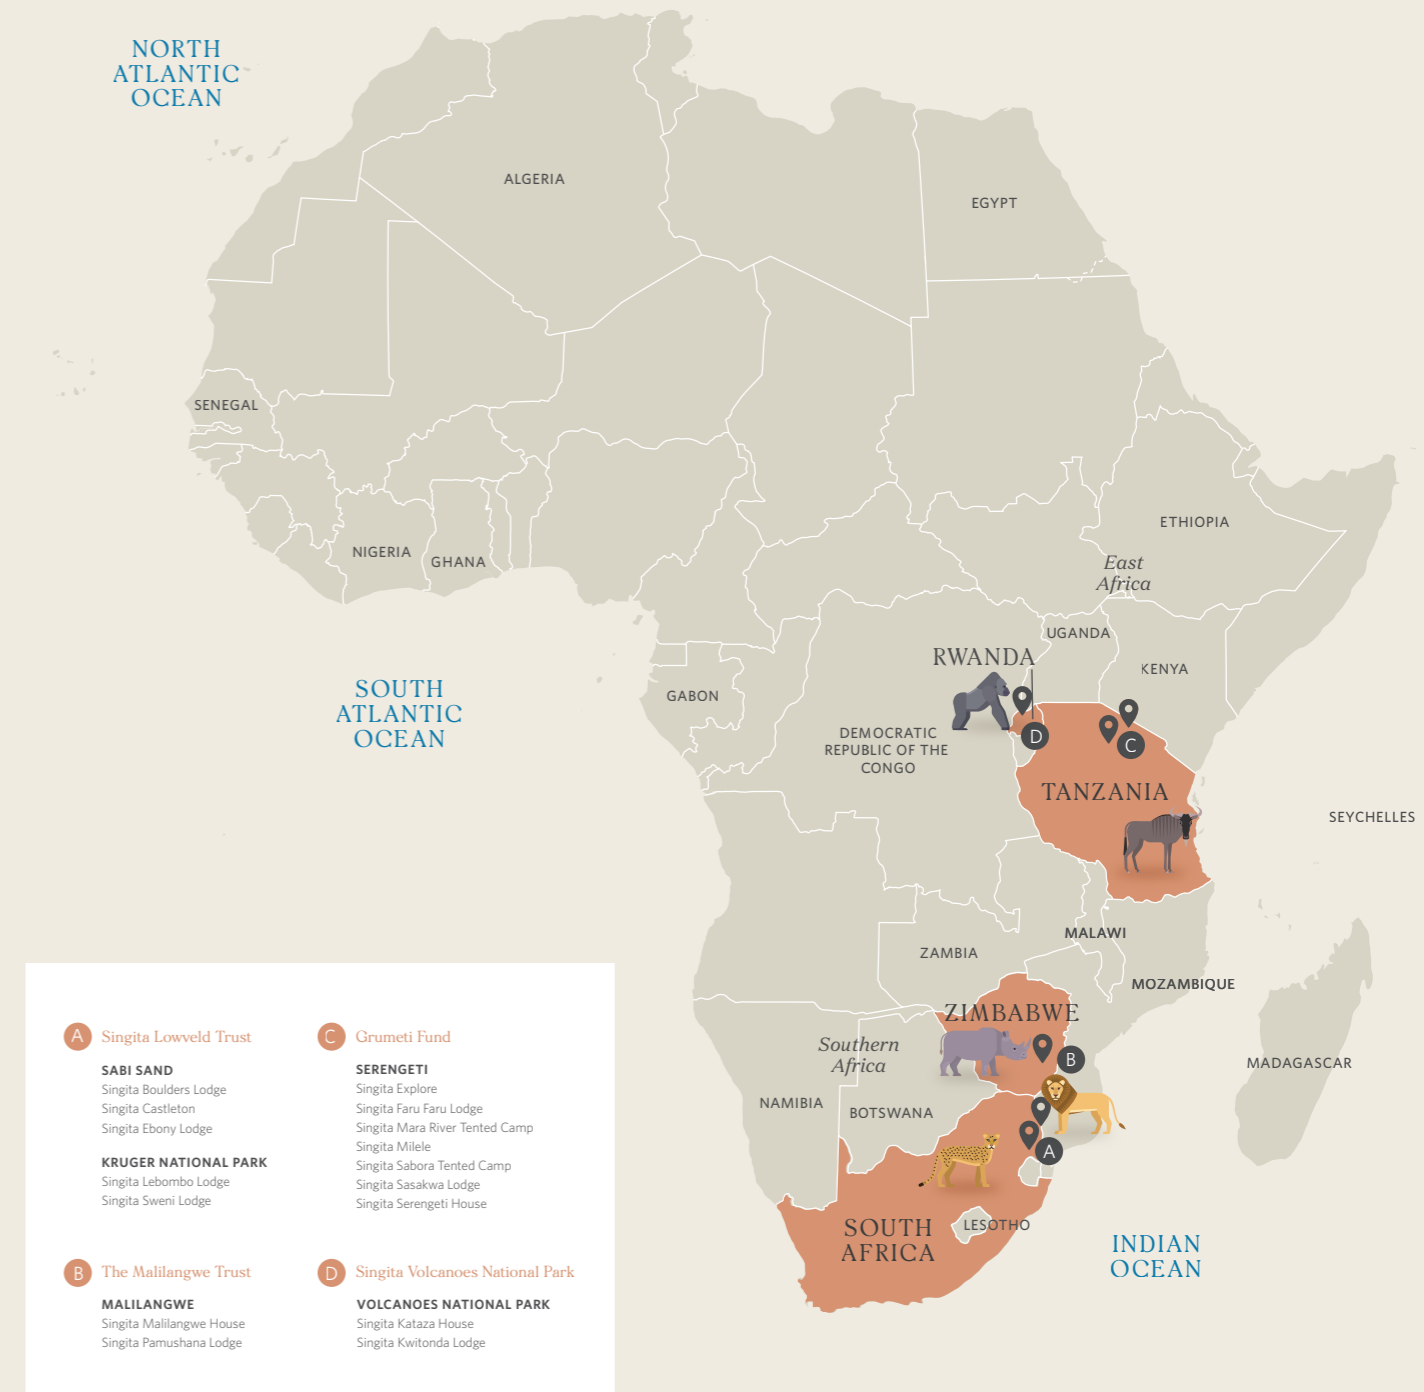 NORTH
ATLANTIC
OCEAN
ALGERIA
EGYPT
SENEGAL
NIGERIA
GHANA
ETHIOPIA
East
Africa
UGANDA
RWANDA
KENYA
GABON
SOUTH
ATLANTIC
OCEAN
DEMOCRATIC
REPUBLIC OF THE
CONGO
D
C
TANZANIA
SEYCHELLES
MALAWI
ZAMBIA
MOZAMBIQUE
ZIMBABWE
Southern
Africa
B
MADAGASCAR
NAMIBIA
BOTSWANA
A
SOUTH
AFRICA
LESOTHO
INDIAN
OCEAN
A Singita Lowveld Trust
SABI SAND
Singita Boulders Lodge
Singita Castleton
Singita Ebony Lodge
KRUGER NATIONAL PARK
Singita Lebombo Lodge
Singita Sweni Lodge
B The Malilangwe Trust
MALILANGWE
Singita Malilangwe House
Singita Pamushana Lodge
C Grumeti Fund
SERENGETI
Singita Explore
Singita Faru Faru Lodge
Singita Mara River Tented Camp
Singita Milele
Singita Sabora Tented Camp
Singita Sasakwa Lodge
Singita Serengeti House
D Singita Volcanoes National Park
VOLCANOES NATIONAL PARK
Singita Kataza House
Singita Kwitonda Lodge